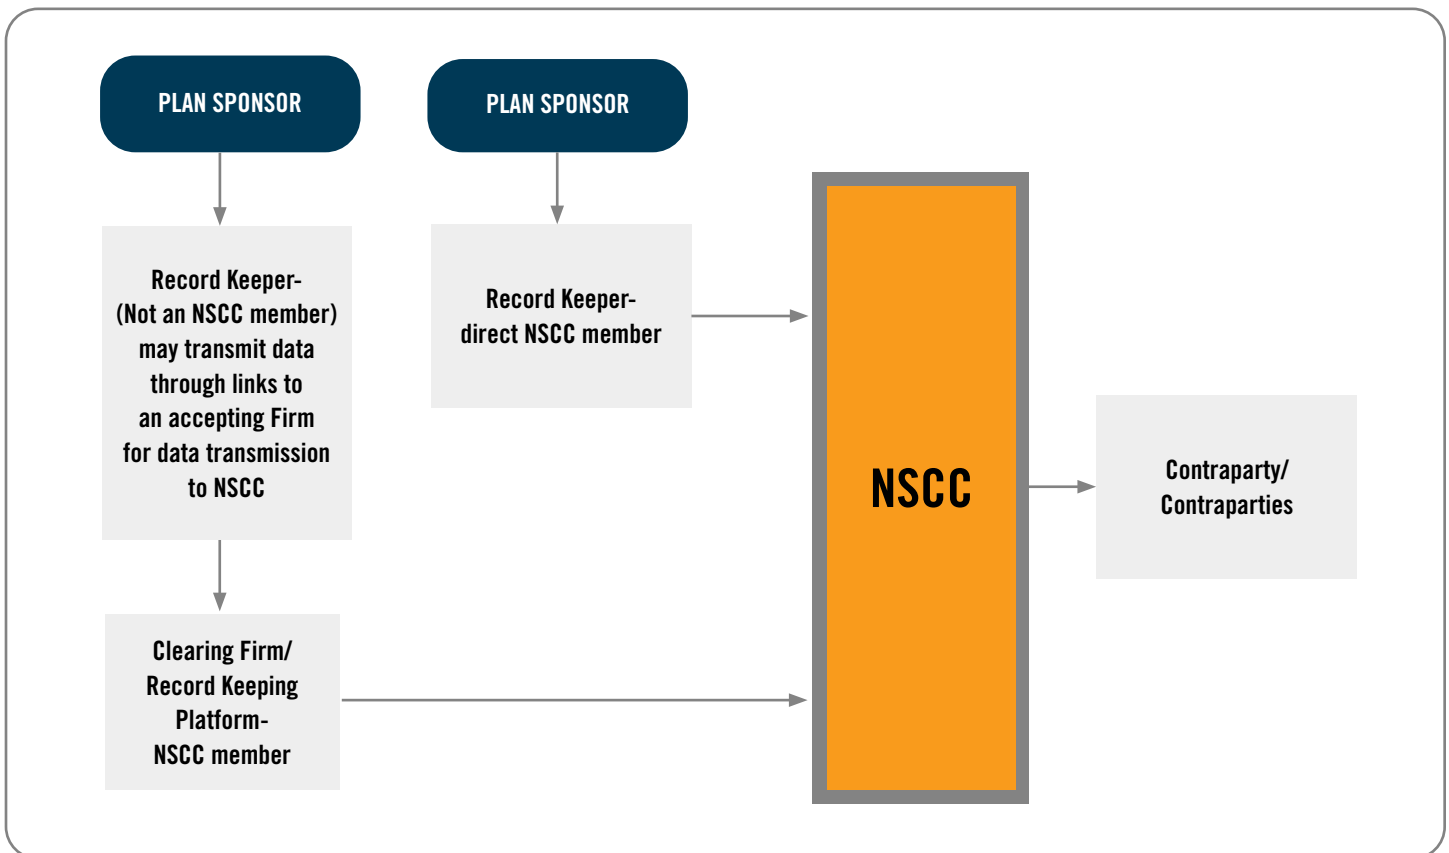 PLAN SPONSOR
PLAN SPONSOR
Record Keeper-
(Not an NSCC member)
may transmit data
through links to
an accepting Firm
for data transmission
to NSCC
Record Keeper-
direct NSCC member
Clearing Firm/
Record Keeping
Platform-
NSCC member
NSCC
Contraparty/
Contraparties